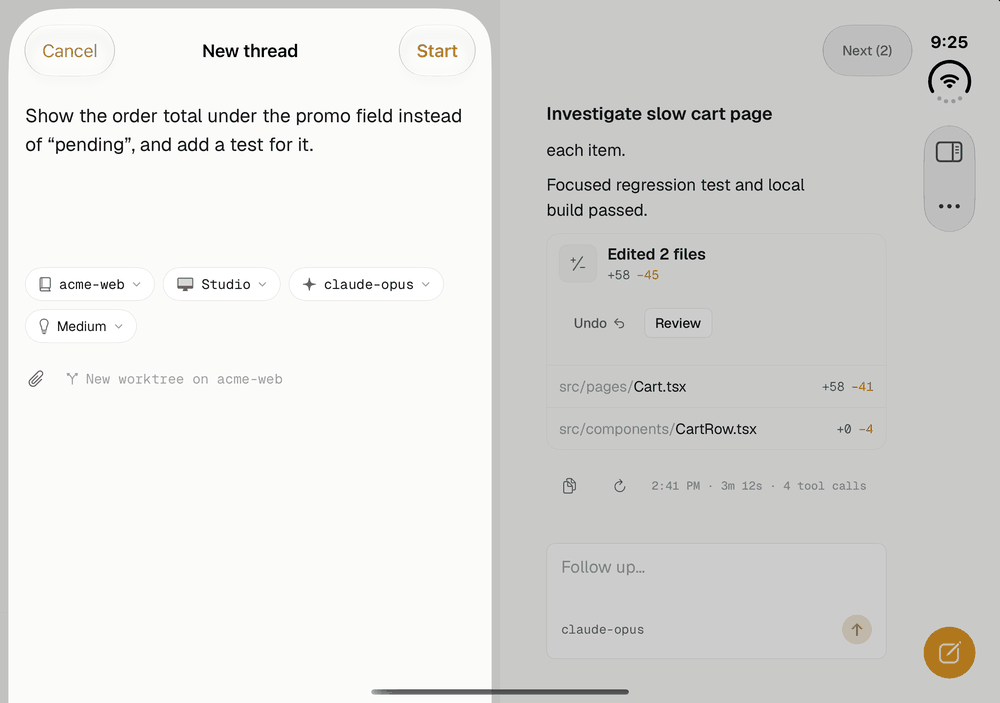 Cancel
New thread
Start
Show the order total under the promo field instead
of “pending”, and add a test for it.
acme-web
Studio
claude-opus
Medium
New worktree on acme-web
Next (2)
9:25
Investigate slow cart page
each item.
Focused regression test and local
build passed.
Edited 2 files
+58 −45
Undo
Review
src/pages/Cart.tsx
+58 −41
src/components/CartRow.tsx
+0 −4
2:41 PM · 3m 12s · 4 tool calls
Follow up…
claude-opus